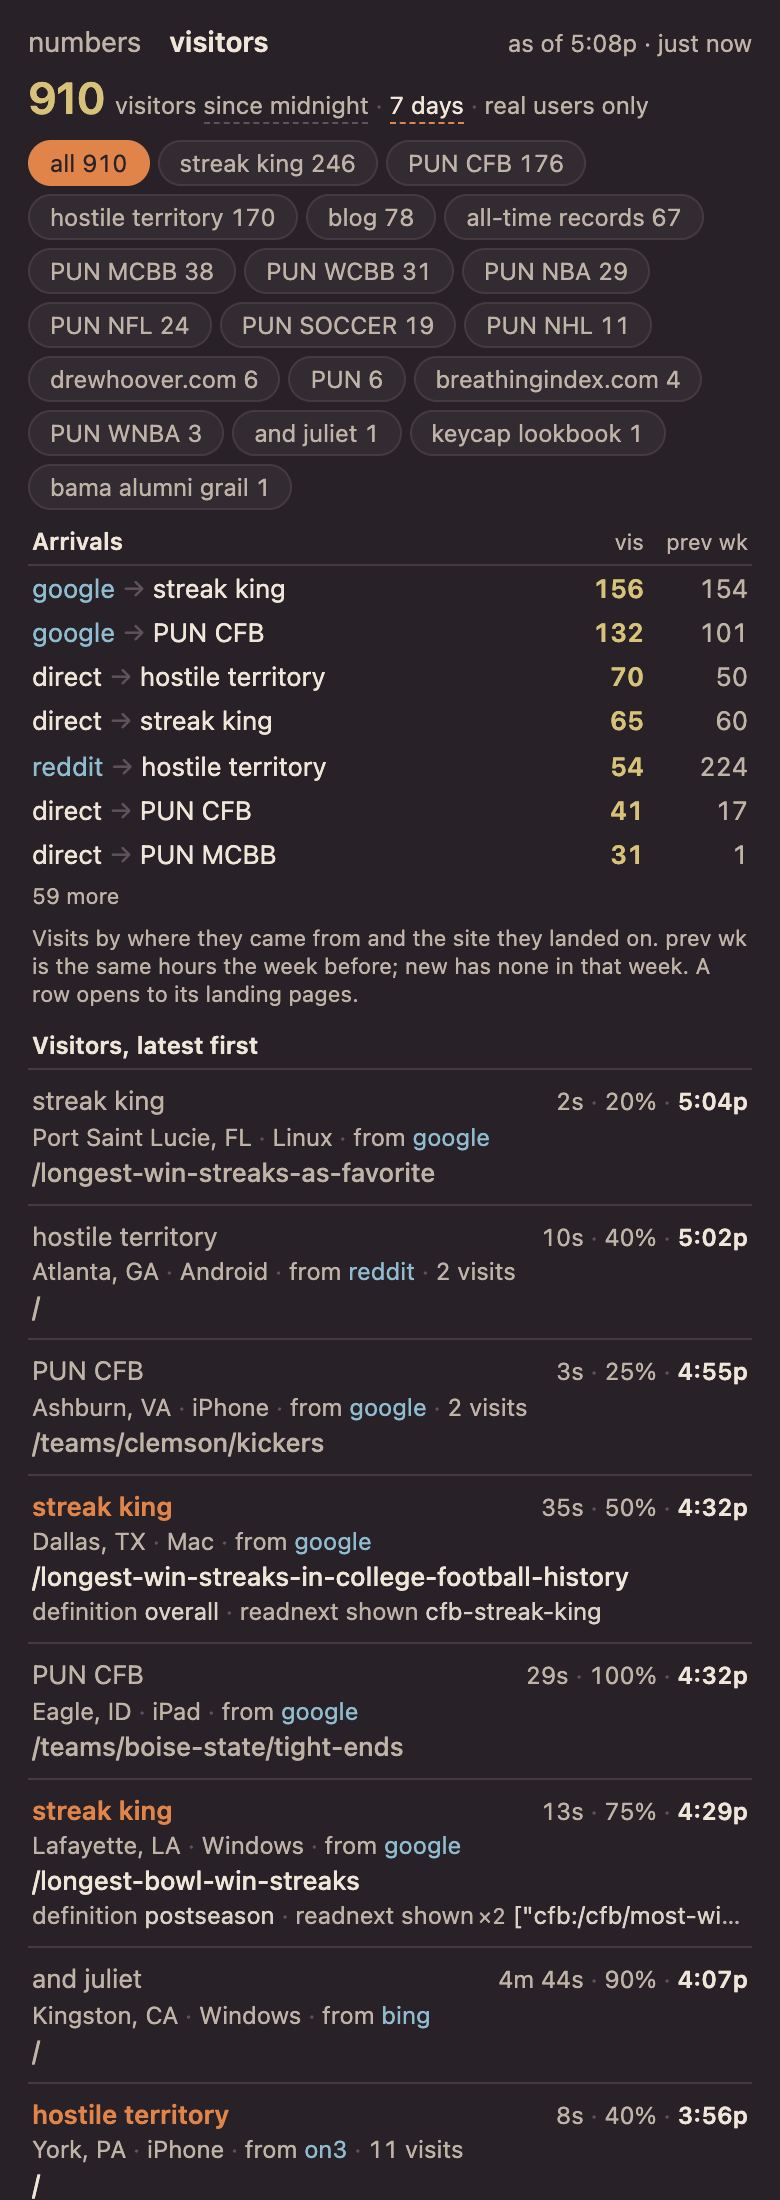 numbers visitors as of 5:08p · just now
910 visitors since midnight · 7 days · real users only
all 910 streak king 246 PUN CFB 176
hostile territory 170 blog 78 all-time records 67
PUN MCBB 38 PUN WCBB 31 PUN NBA 29
PUN NFL 24 PUN SOCCER 19 PUN NHL 11
drewhoover.com 6 PUN 6 breathingindex.com 4
PUN WNBA 3 and juliet 1 keycap lookbook 1
bama alumni grail 1
Arrivals vis prev wk
google → streak king 156 154
google → PUN CFB 132 101
direct → hostile territory 70 50
direct → streak king 65 60
reddit → hostile territory 54 224
direct → PUN CFB 41 17
direct → PUN MCBB 31 1
59 more
Visits by where they came from and the site they landed on. prev wk
is the same hours the week before; new has none in that week. A
row opens to its landing pages.
Visitors, latest first
streak king 2s · 20% · 5:04p
Port Saint Lucie, FL · Linux · from google
/longest-win-streaks-as-favorite
hostile territory 10s · 40% · 5:02p
Atlanta, GA · Android · from reddit · 2 visits
/
PUN CFB 3s · 25% · 4:55p
Ashburn, VA · iPhone · from google · 2 visits
/teams/clemson/kickers
streak king 35s · 50% · 4:32p
Dallas, TX · Mac · from google
/longest-win-streaks-in-college-football-history
definition overall · readnext shown cfb-streak-king
PUN CFB 29s · 100% · 4:32p
Eagle, ID · iPad · from google
/teams/boise-state/tight-ends
streak king 13s · 75% · 4:29p
Lafayette, LA · Windows · from google
/longest-bowl-win-streaks
definition postseason · readnext shown ×2 ["cfb:/cfb/most-wi...
and juliet 4m 44s · 90% · 4:07p
Kingston, CA · Windows · from bing
/
hostile territory 8s · 40% · 3:56p
York, PA · iPhone · from on3 · 11 visits
/